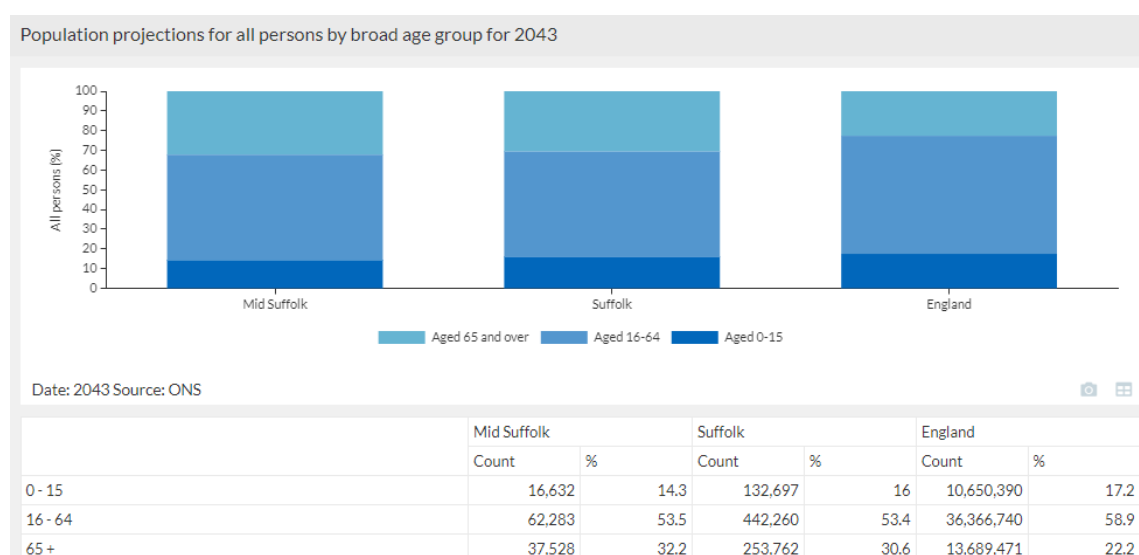 Population projections for all persons by broad age group for 2043
100
90
80
70
60
50
40
30
20
10
0
All persons (%)
Mid Suffolk Suffolk England
Aged 65 and over Aged 16-64 Aged 0-15
Date: 2043 Source: ONS
Mid Suffolk Suffolk England
Count % Count % Count %
0 - 15 16,632 14.3 132,697 16 10,650,390 17.2
16 - 64 62,283 53.5 442,260 53.4 36,366,740 58.9
65 + 37,528 32.2 253,762 30.6 13,689,471 22.2